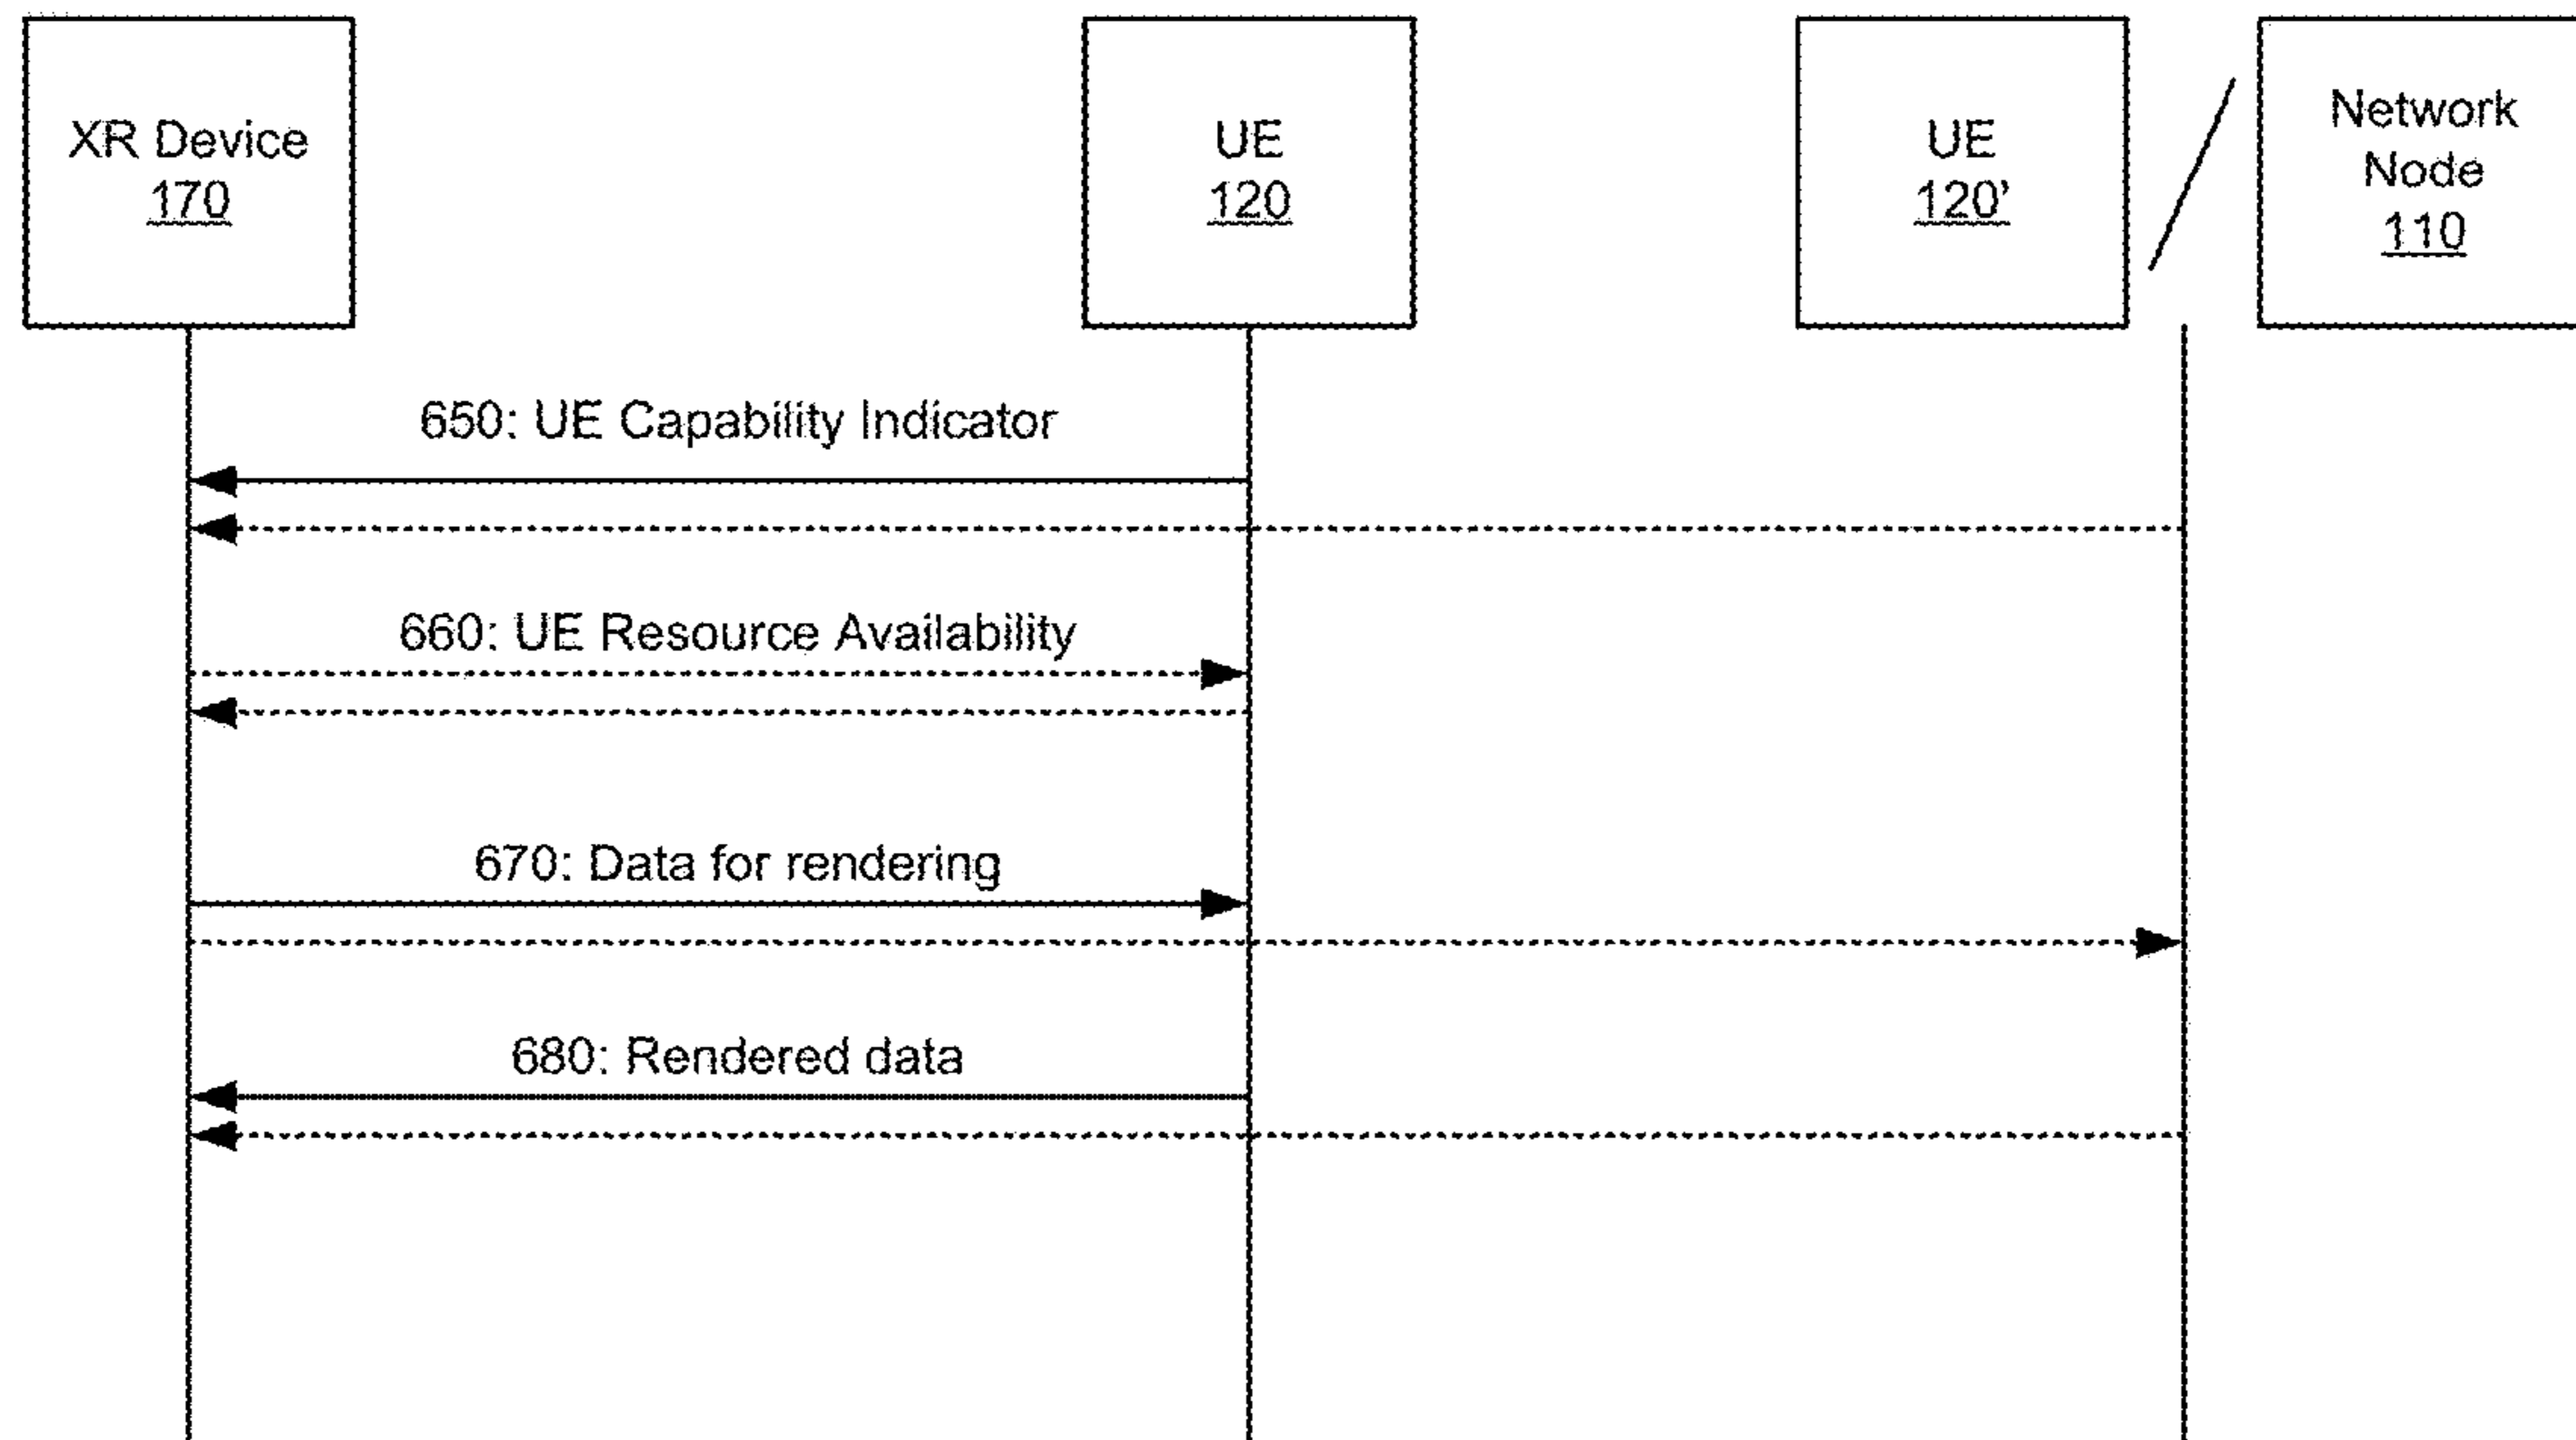 XR Device
170
UE
120
UE
120'
Network
Node
110
650: UE Capability Indicator
660: UE Resource Availability
670: Data for rendering
680: Rendered data